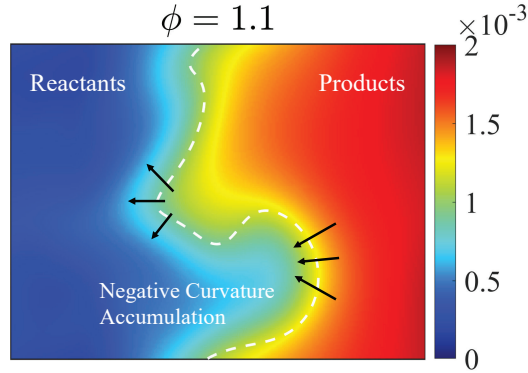 ϕ = 1.1
×10⁻³
Reactants
Products
Negative Curvature
Accumulation
2
1.5
1
0.5
0